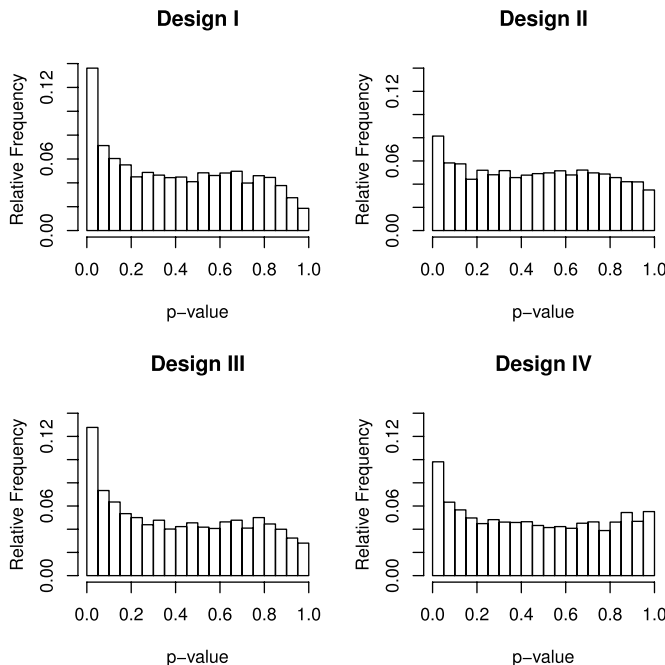 Design I
Relative Frequency
0.12
0.06
0.00
0.0 0.2 0.4 0.6 0.8 1.0
p-value
Design II
Relative Frequency
0.12
0.06
0.00
0.0 0.2 0.4 0.6 0.8 1.0
p-value
Design III
Relative Frequency
0.12
0.06
0.00
0.0 0.2 0.4 0.6 0.8 1.0
p-value
Design IV
Relative Frequency
0.12
0.06
0.00
0.0 0.2 0.4 0.6 0.8 1.0
p-value